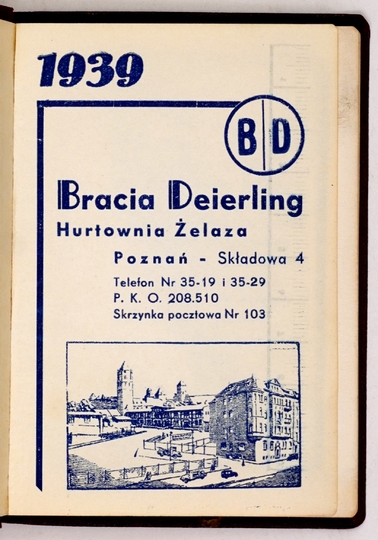 1939
B D
Bracia Deierling
Hurtownia Żelaza
Poznań - Składowa 4
Telefon Nr 35-19 i 35-29
P. K. O. 208.510
Skrzynka pocztowa Nr 103